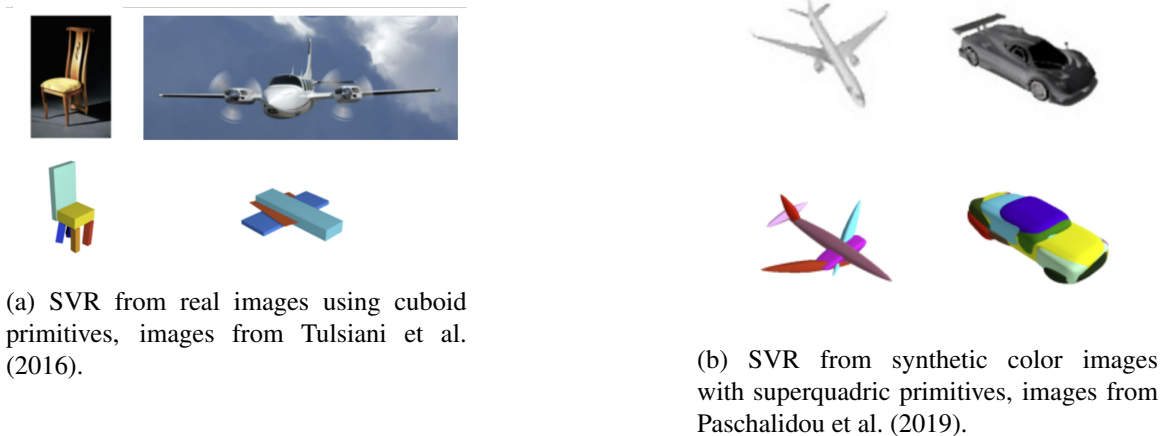 (a) SVR from real images using cuboid
primitives, images from Tulsiani et al.
(2016).
(b) SVR from synthetic color images
with superquadric primitives, images from
Paschalidou et al. (2019).